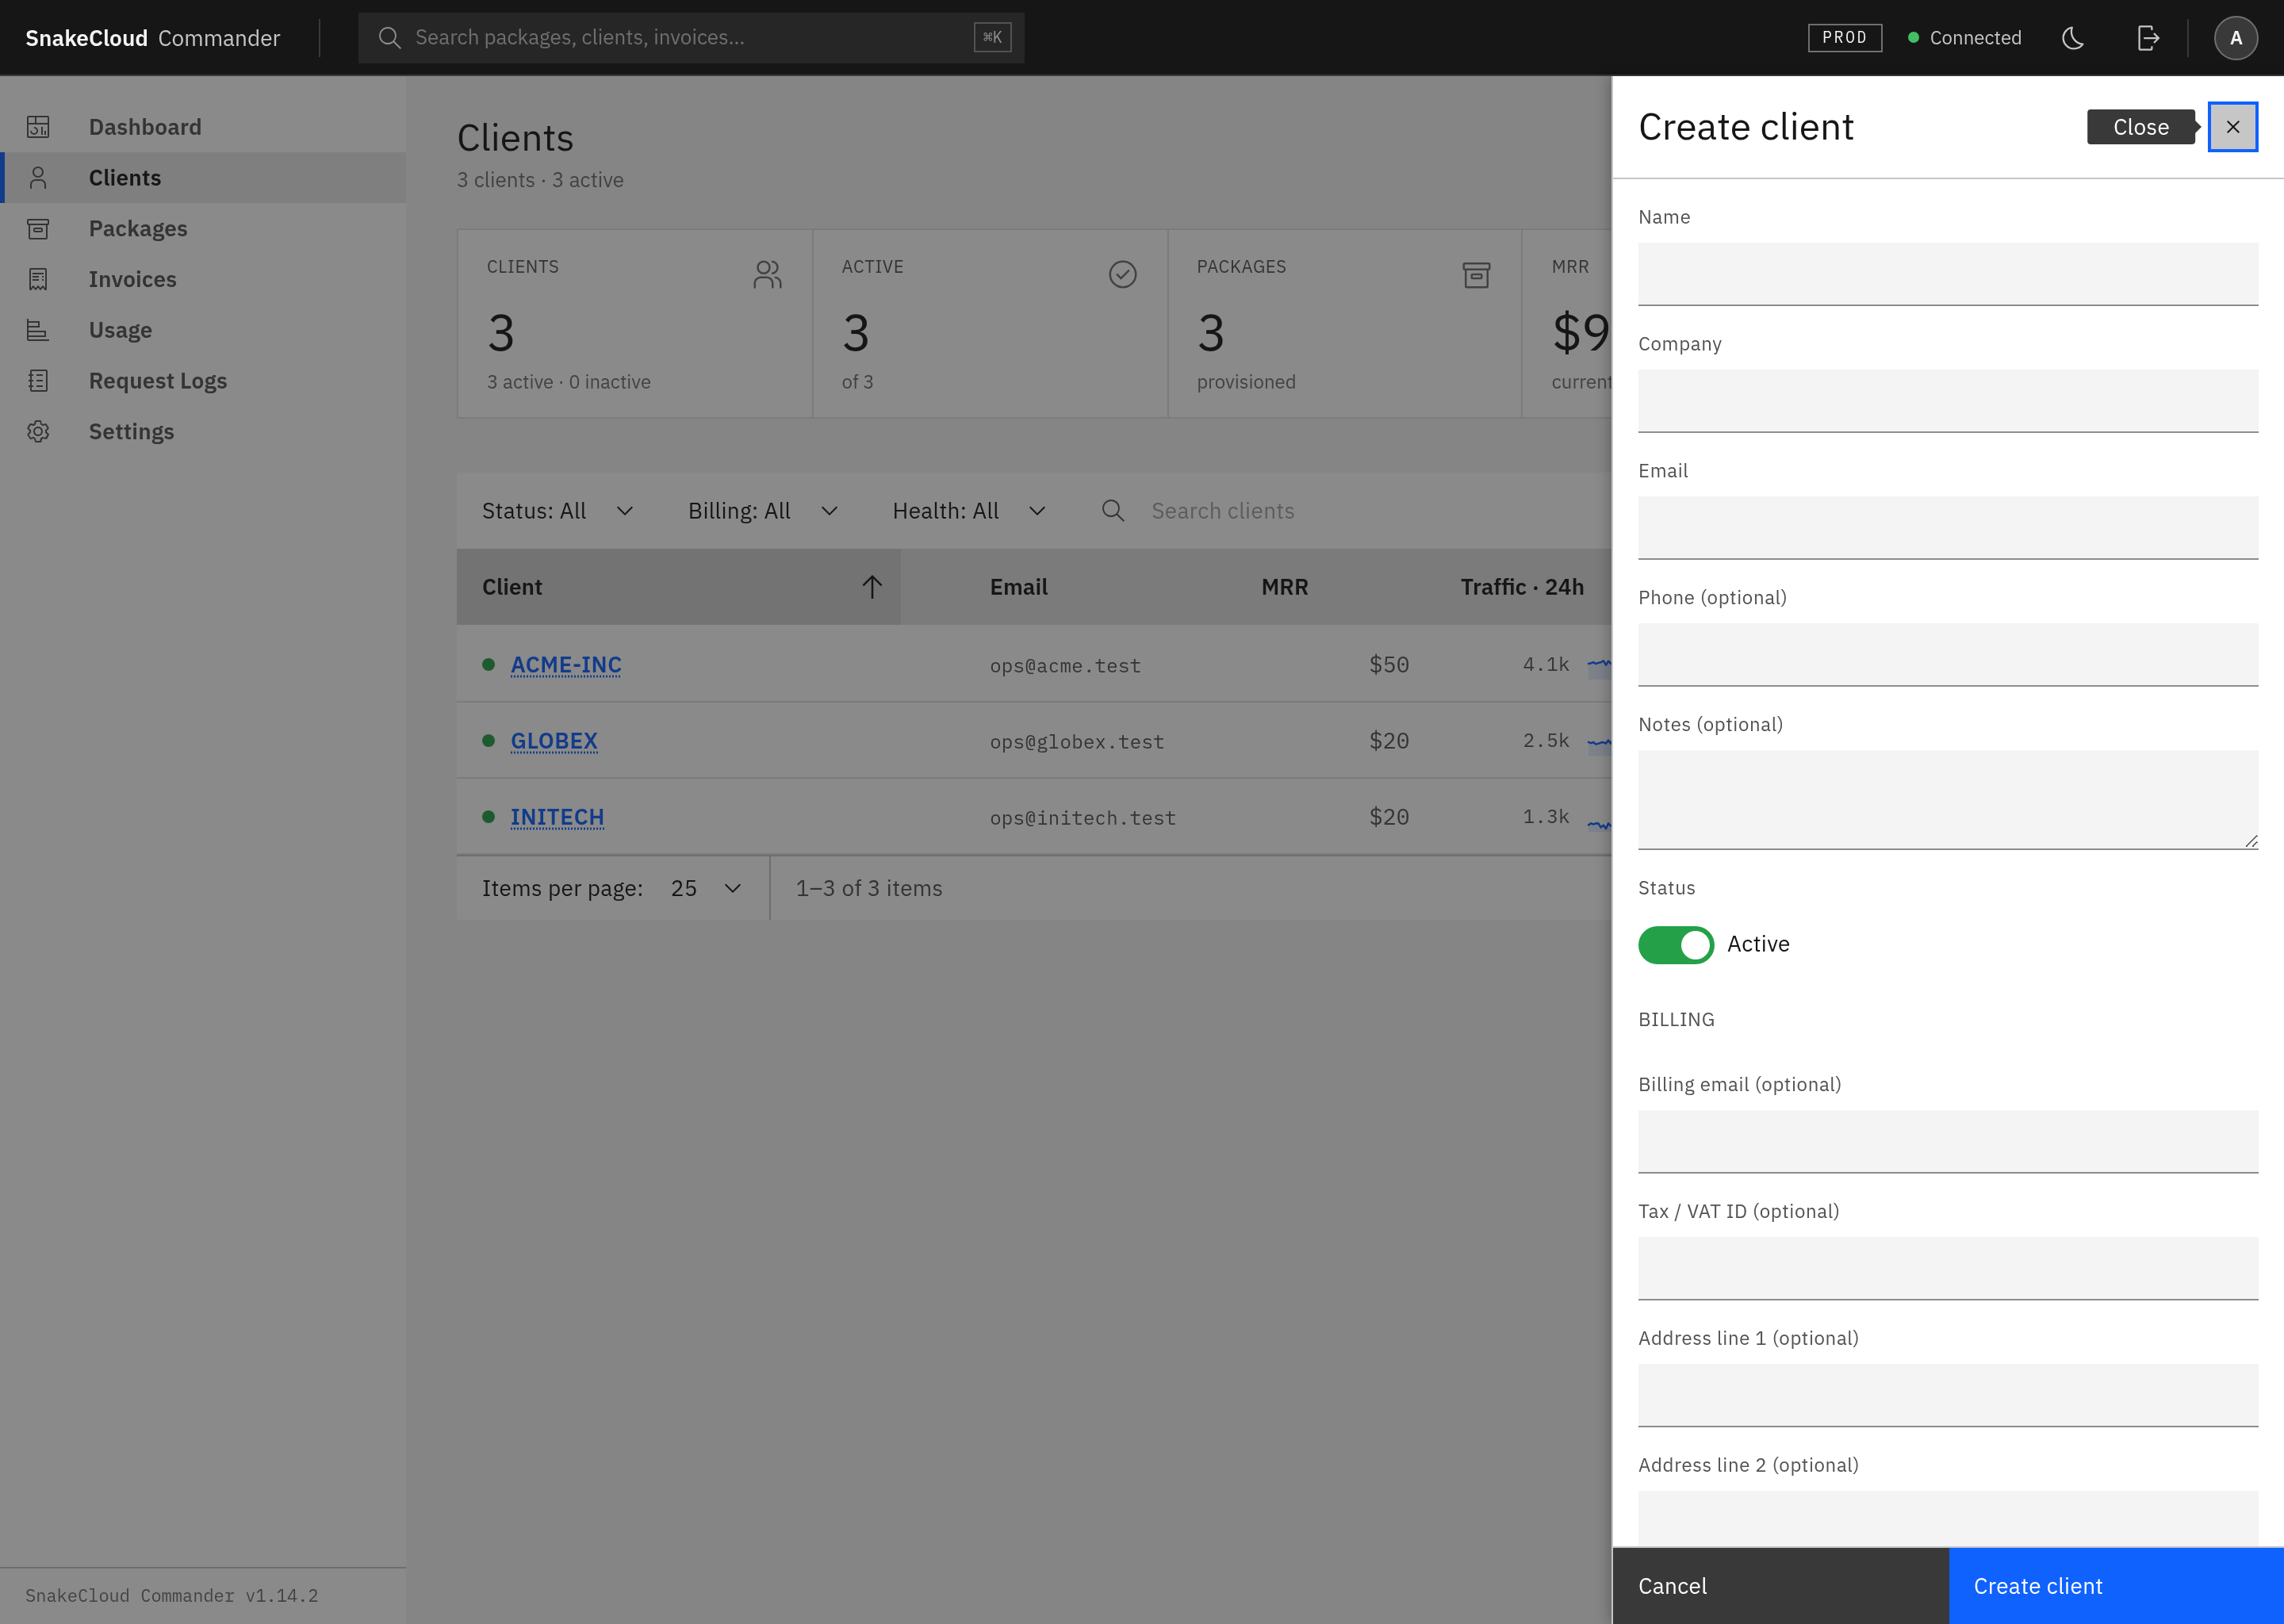 SnakeCloud Commander
Search packages, clients, invoices...
⌘K
PROD
Connected
A
Dashboard
Clients
Packages
Invoices
Usage
Request Logs
Settings
SnakeCloud Commander v1.14.2
Clients
3 clients · 3 active
CLIENTS
3
3 active · 0 inactive
ACTIVE
3
of 3
PACKAGES
3
provisioned
MRR
$9
current
Status: All
Billing: All
Health: All
Search clients
Client Email MRR Traffic · 24h
ACME-INC ops@acme.test $50 4.1k
GLOBEX ops@globex.test $20 2.5k
INITECH ops@initech.test $20 1.3k
Items per page: 25 1–3 of 3 items
Create client
Close
Name
Company
Email
Phone (optional)
Notes (optional)
Status
Active
BILLING
Billing email (optional)
Tax / VAT ID (optional)
Address line 1 (optional)
Address line 2 (optional)
Cancel
Create client